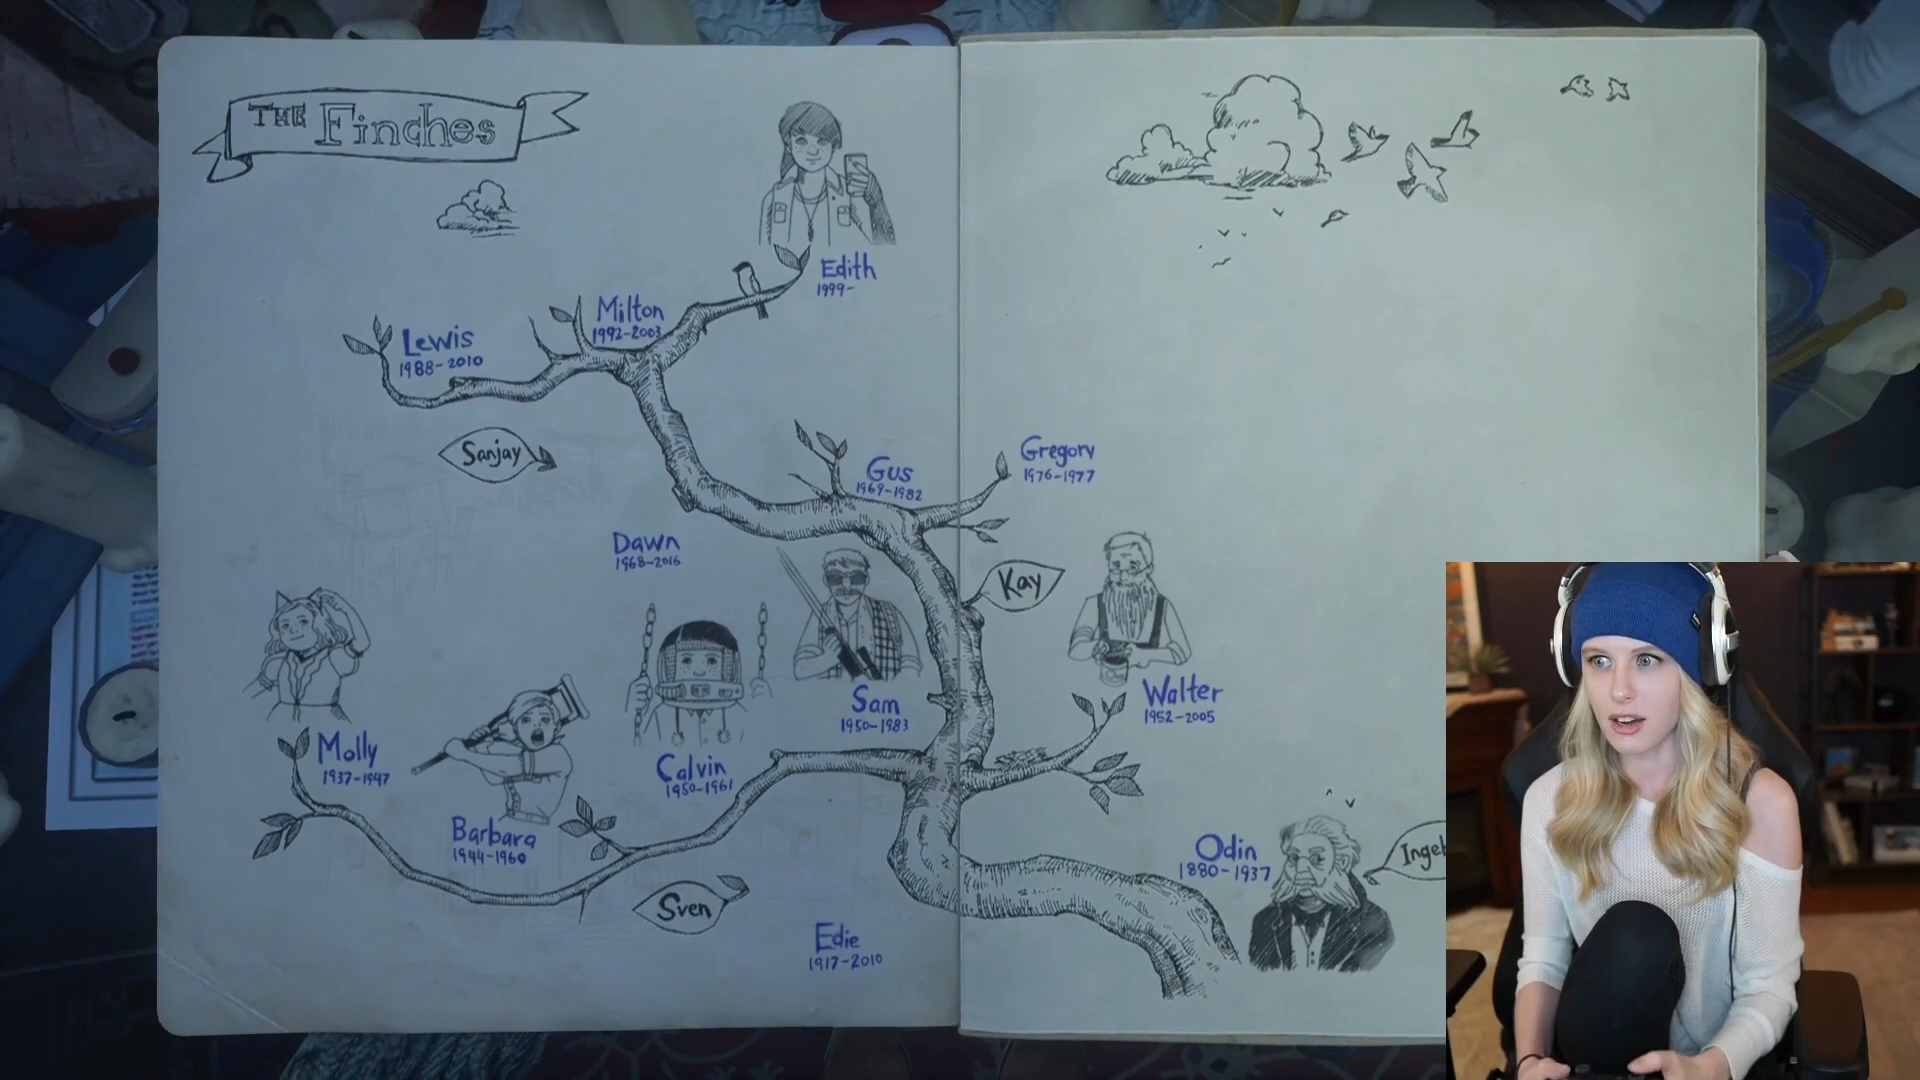 THE Finches
Edith
1999-
Milton
1992-2003
Lewis
1988-2010
Sanjay
Gus
1969-1982
Gregory
1976-1977
Dawn
1968-2016
Kay
Sam
1950-1983
Walter
1952-2005
Molly
1937-1947
Calvin
1950-1961
Barbara
1944-1960
Odin
1880-1937
Sven
Edie
1917-2010